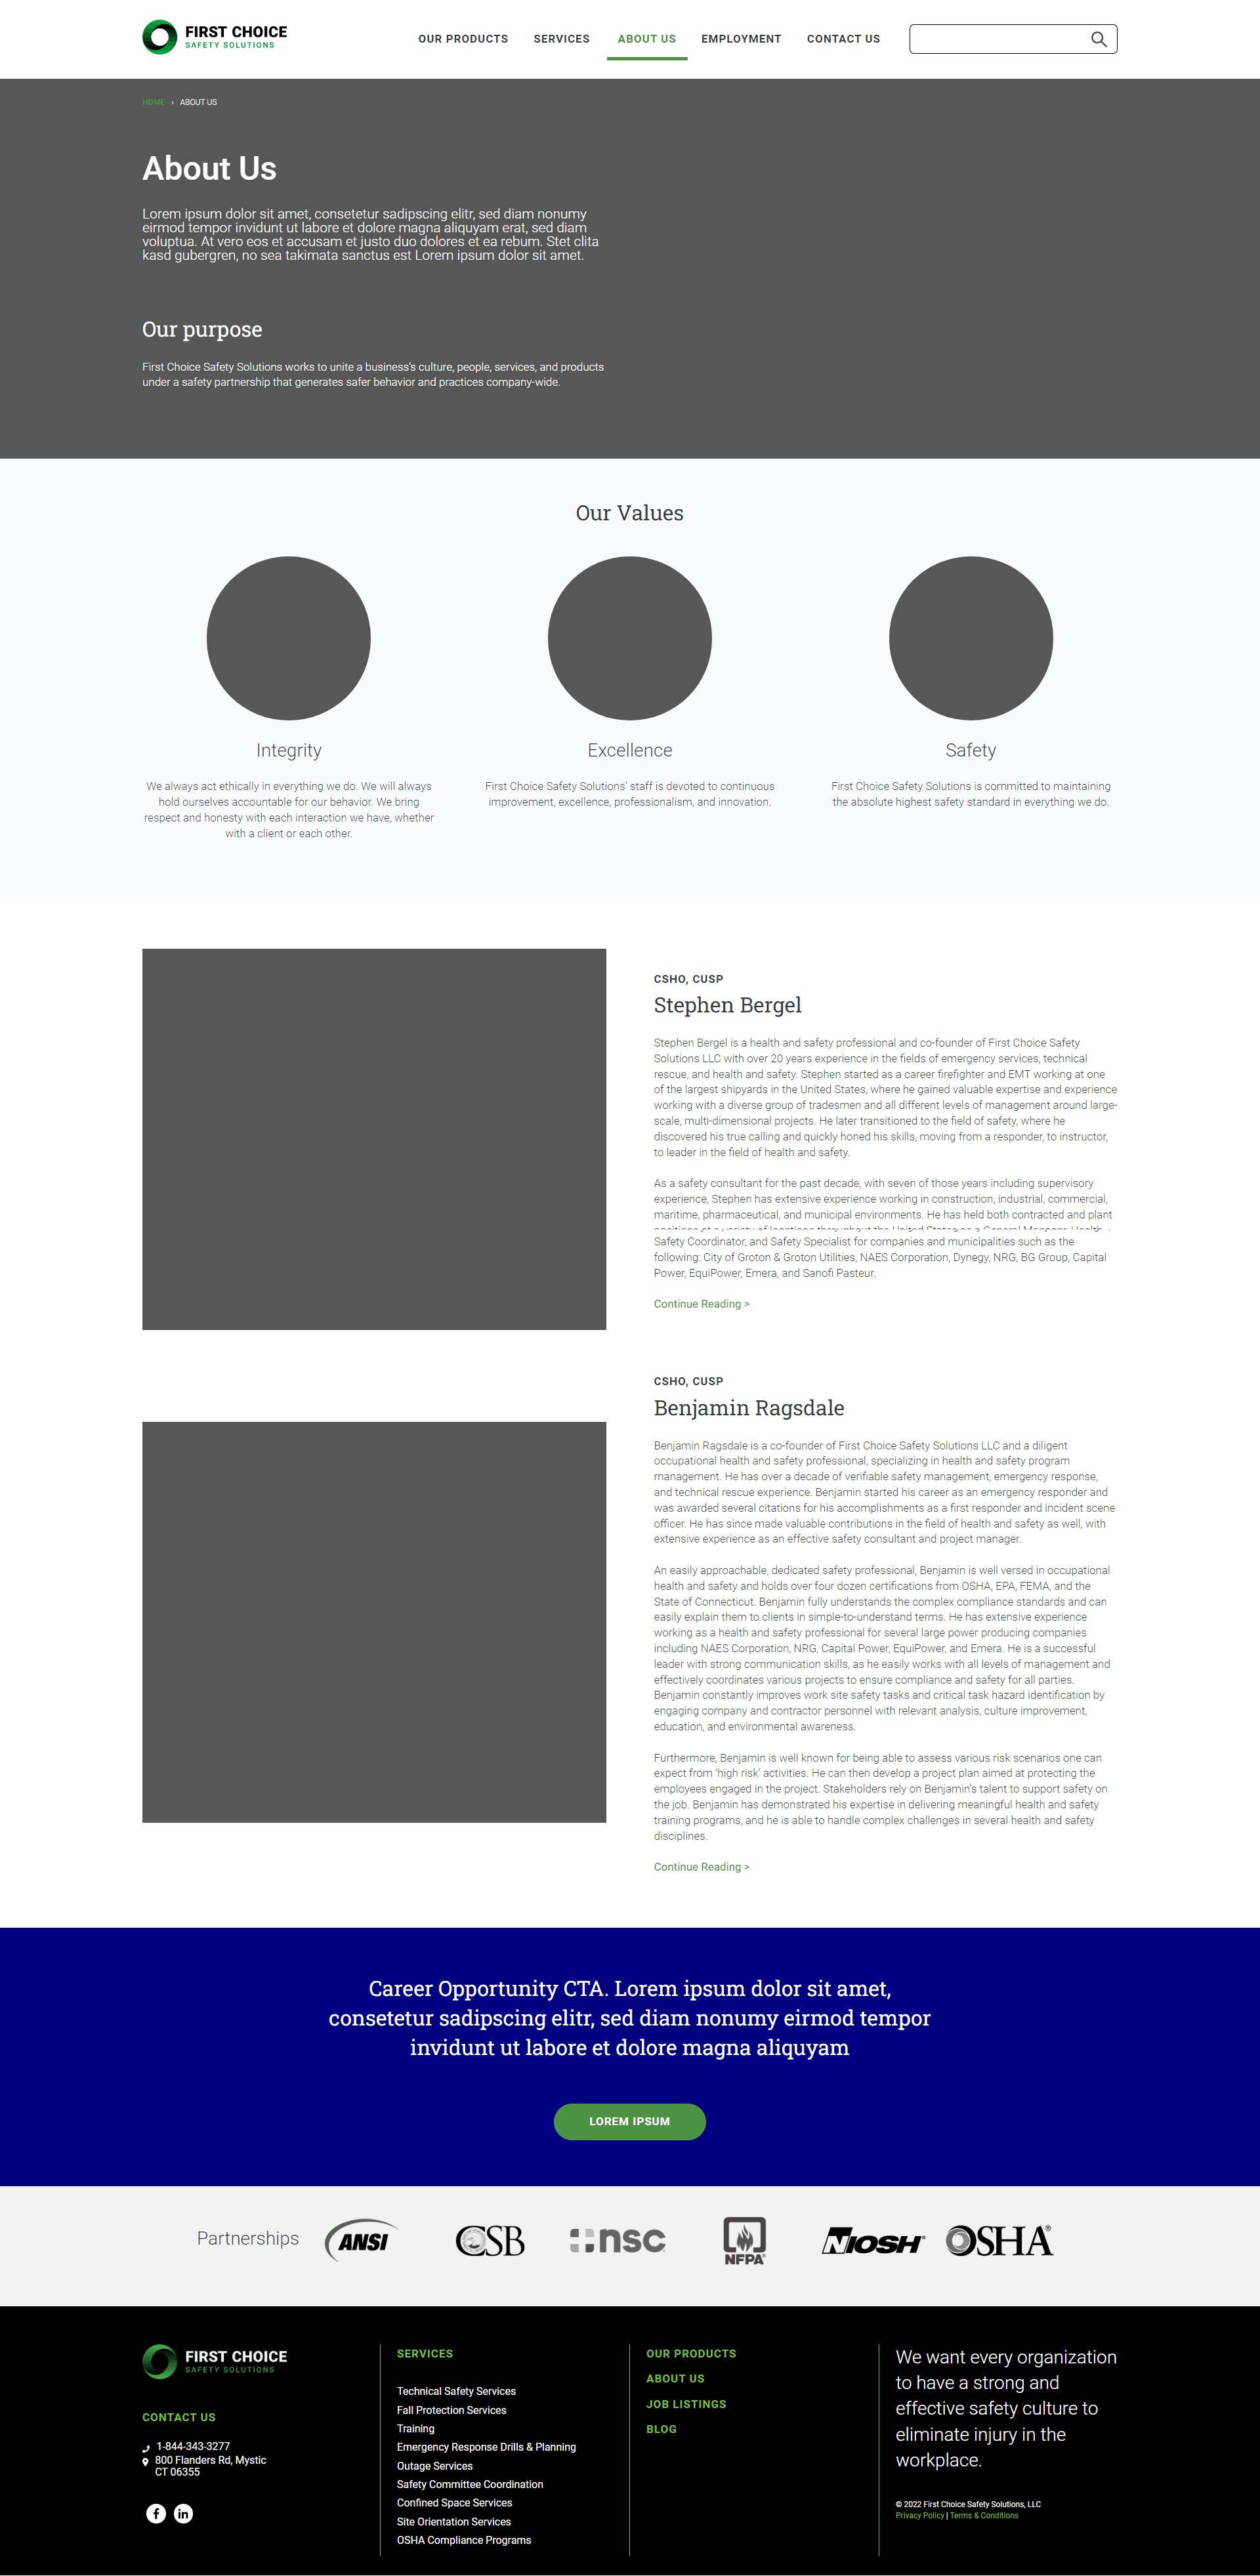 FIRST CHOICE
SAFETY SOLUTIONS
OUR PRODUCTS
SERVICES
ABOUT US
EMPLOYMENT
CONTACT US
HOME › ABOUT US
About Us
Lorem ipsum dolor sit amet, consetetur sadipscing elitr, sed diam nonumy
eirmod tempor invidunt ut labore et dolore magna aliquyam erat, sed diam
voluptua. At vero eos et accusam et justo duo dolores et ea rebum. Stet clita
kasd gubergren, no sea takimata sanctus est Lorem ipsum dolor sit amet.
Our purpose
First Choice Safety Solutions works to unite a business's culture, people, services, and products
under a safety partnership that generates safer behavior and practices company-wide.
Our Values
Integrity
We always act ethically in everything we do. We will always
hold ourselves accountable for our behavior. We bring
respect and honesty with each interaction we have, whether
with a client or each other.
Excellence
First Choice Safety Solutions' staff is devoted to continuous
improvement, excellence, professionalism, and innovation.
Safety
First Choice Safety Solutions is committed to maintaining
the absolute highest safety standard in everything we do.
CSHO, CUSP
Stephen Bergel
Stephen Bergel is a health and safety professional and co-founder of First Choice Safety
Solutions LLC with over 20 years experience in the fields of emergency services, technical
rescue, and health and safety. Stephen started as a career firefighter and EMT working at one
of the largest shipyards in the United States, where he gained valuable expertise and experience
working with a diverse group of tradesmen and all different levels of management around large-
scale, multi-dimensional projects. He later transitioned to the field of safety, where he
discovered his true calling and quickly honed his skills, moving from a responder, to instructor,
to leader in the field of health and safety.
As a safety consultant for the past decade, with seven of those years including supervisory
experience, Stephen has extensive experience working in construction, industrial, commercial,
maritime, pharmaceutical, and municipal environments. He has held both contracted and plant
positions at a variety of locations throughout the United States as a General Manager, Health
Safety Coordinator, and Safety Specialist for companies and municipalities such as the
following: City of Groton & Groton Utilities, NAES Corporation, Dynegy, NRG, BG Group, Capital
Power, EquiPower, Emera, and Sanofi Pasteur.
Continue Reading >
CSHO, CUSP
Benjamin Ragsdale
Benjamin Ragsdale is a co-founder of First Choice Safety Solutions LLC and a diligent
occupational health and safety professional, specializing in health and safety program
management. He has over a decade of verifiable safety management, emergency response,
and technical rescue experience. Benjamin started his career as an emergency responder and
was awarded several citations for his accomplishments as a first responder and incident scene
officer. He has since made valuable contributions in the field of health and safety as well, with
extensive experience as an effective safety consultant and project manager.
An easily approachable, dedicated safety professional, Benjamin is well versed in occupational
health and safety and holds over four dozen certifications from OSHA, EPA, FEMA, and the
State of Connecticut. Benjamin fully understands the complex compliance standards and can
easily explain them to clients in simple-to-understand terms. He has extensive experience
working as a health and safety professional for several large power producing companies
including NAES Corporation, NRG, Capital Power, EquiPower, and Emera. He is a successful
leader with strong communication skills, as he easily works with all levels of management and
effectively coordinates various projects to ensure compliance and safety for all parties.
Benjamin constantly improves work site safety tasks and critical task hazard identification by
engaging company and contractor personnel with relevant analysis, culture improvement,
education, and environmental awareness.
Furthermore, Benjamin is well known for being able to assess various risk scenarios one can
expect from 'high risk' activities. He can then develop a project plan aimed at protecting the
employees engaged in the project. Stakeholders rely on Benjamin's talent to support safety on
the job. Benjamin has demonstrated his expertise in delivering meaningful health and safety
training programs, and he is able to handle complex challenges in several health and safety
disciplines.
Continue Reading >
Career Opportunity CTA. Lorem ipsum dolor sit amet,
consetetur sadipscing elitr, sed diam nonumy eirmod tempor
invidunt ut labore et dolore magna aliquyam
LOREM IPSUM
Partnerships
ANSI
CSB
nsc
NFPA
NIOSH
OSHA
FIRST CHOICE
SAFETY SOLUTIONS
CONTACT US
1-844-343-3277
800 Flanders Rd, Mystic
CT 06355
SERVICES
Technical Safety Services
Fall Protection Services
Training
Emergency Response Drills & Planning
Outage Services
Safety Committee Coordination
Confined Space Services
Site Orientation Services
OSHA Compliance Programs
OUR PRODUCTS
ABOUT US
JOB LISTINGS
BLOG
We want every organization
to have a strong and
effective safety culture to
eliminate injury in the
workplace.
© 2022 First Choice Safety Solutions, LLC
Privacy Policy | Terms & Conditions